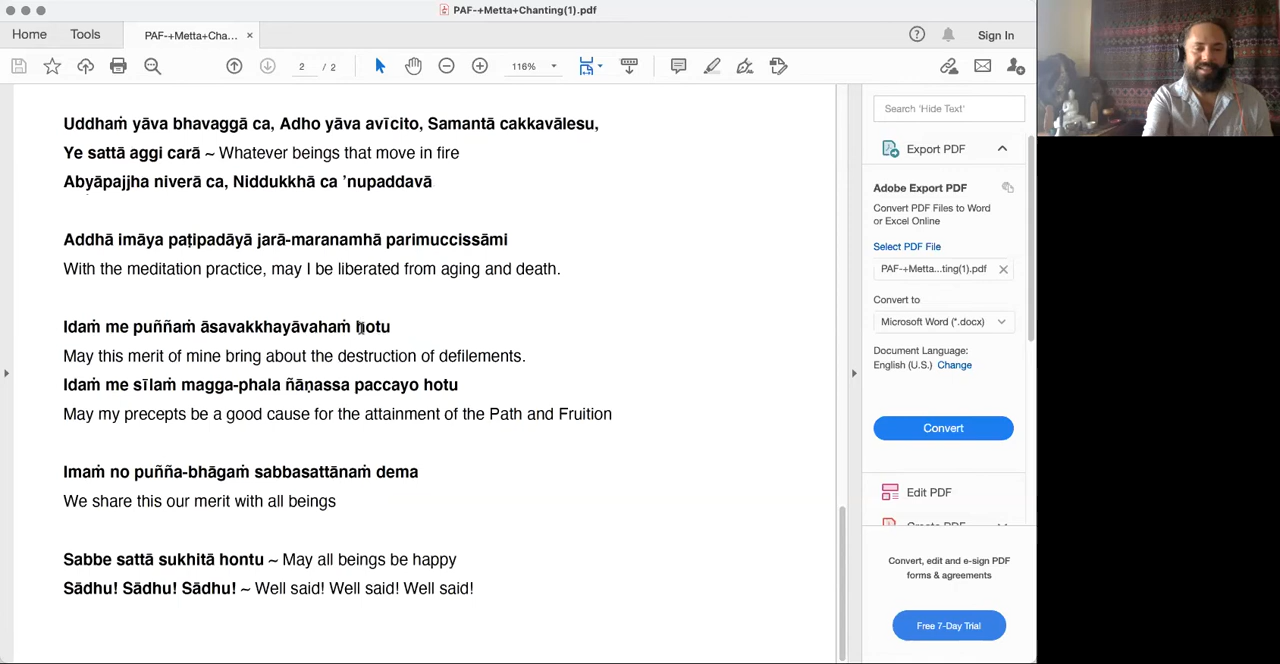 PAF-+Metta+Chanting(1).pdf
Home Tools PAF-+Metta+Cha... × Sign In
2 / 2 116%
Uddhaṁ yāva bhavaggā ca, Adho yāva avīcito, Samantā cakkavālesu,
Ye sattā aggi carā ~ Whatever beings that move in fire
Abyāpajjha niverā ca, Niddukkhā ca ’nupaddavā
Addhā imāya paṭipadāyā jarā-maranamhā parimuccissāmi
With the meditation practice, may I be liberated from aging and death.
Idaṁ me puññaṁ āsavakkhayāvahaṁ hotu
May this merit of mine bring about the destruction of defilements.
Idaṁ me sīlaṁ magga-phala ñāṇassa paccayo hotu
May my precepts be a good cause for the attainment of the Path and Fruition
Imaṁ no puñña-bhāgaṁ sabbasattānaṁ dema
We share this our merit with all beings
Sabbe sattā sukhitā hontu ~ May all beings be happy
Sādhu! Sādhu! Sādhu! ~ Well said! Well said! Well said!
Search 'Hide Text'
Export PDF
Adobe Export PDF
Convert PDF Files to Word
or Excel Online
Select PDF File
PAF-+Metta...ting(1).pdf
Convert to
Microsoft Word (*.docx)
Document Language:
English (U.S.) Change
Convert
Edit PDF
Create PDF
Convert, edit and e-sign PDF
forms & agreements
Free 7-Day Trial